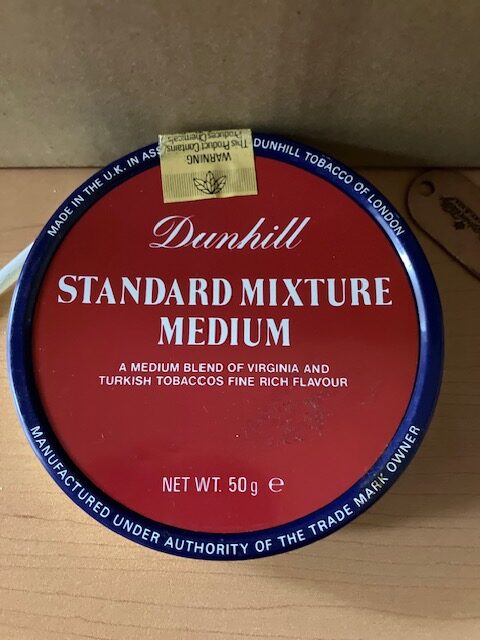 MADE IN THE U.K. IN ASS
DUNHILL TOBACCO OF LONDON
WARNING
This Product Contains/
Produces Chemicals
Dunhill
STANDARD MIXTURE
MEDIUM
A MEDIUM BLEND OF VIRGINIA AND
TURKISH TOBACCOS FINE RICH FLAVOUR
NET WT. 50g ℮
MANUFACTURED UNDER AUTHORITY OF THE TRADE MARK OWNER